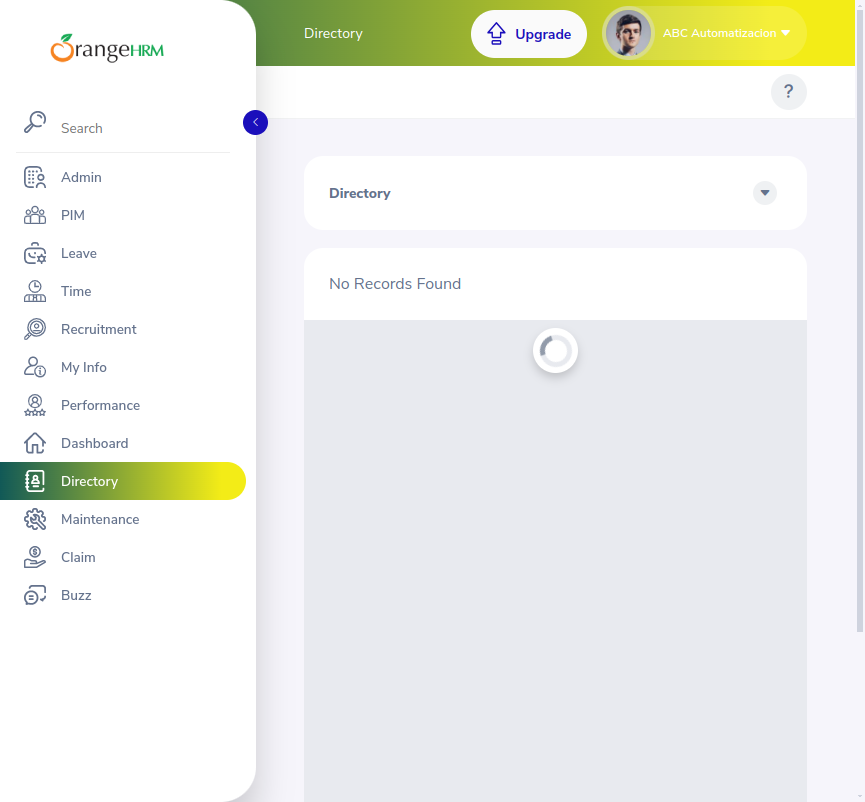 OrangeHRM
Search
Admin
PIM
Leave
Time
Recruitment
My Info
Performance
Dashboard
Directory
Maintenance
Claim
Buzz
Directory
Upgrade
ABC Automatizacion
?
Directory
No Records Found